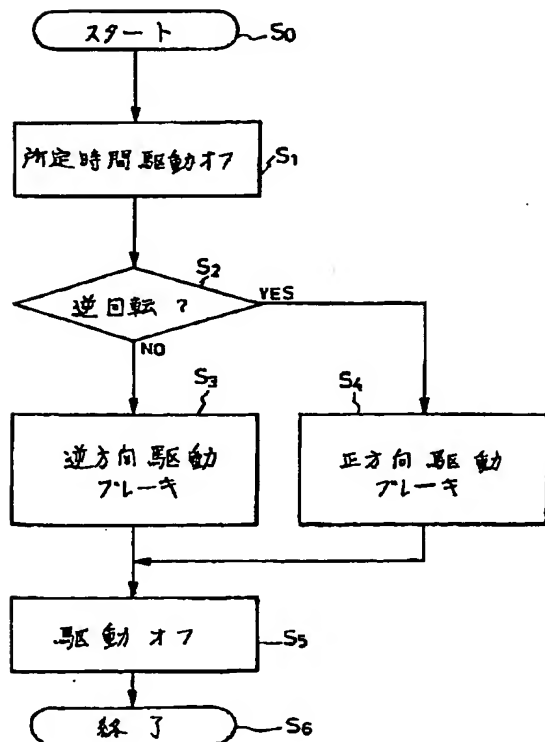 スタート
S0
所定時間駆動オフ
S1
S2
逆回転?
YES
NO
S3
S4
逆方向駆動
ブレーキ
正方向駆動
ブレーキ
駆動オフ
S5
終了
S6